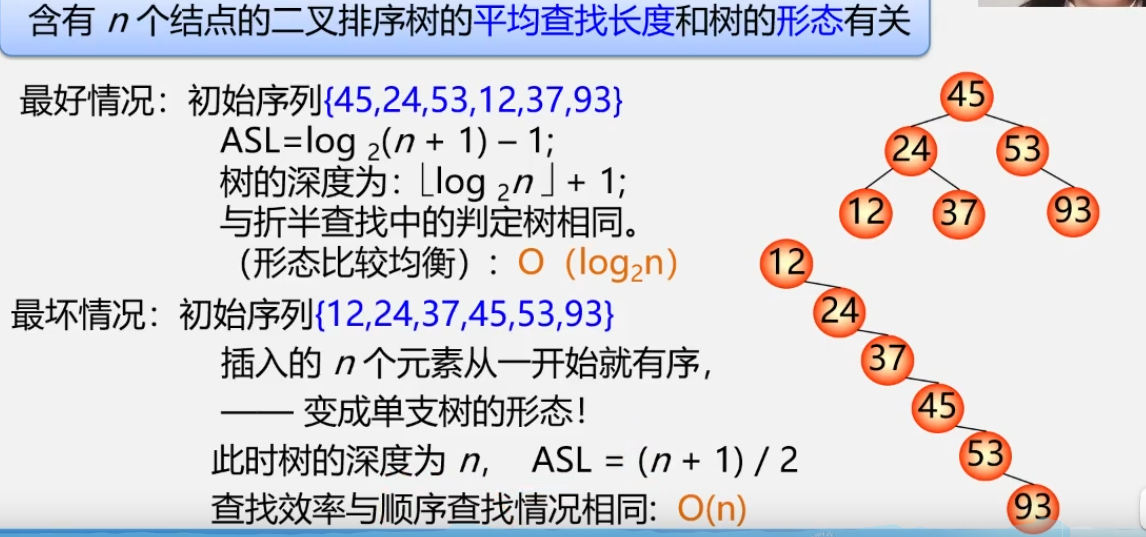 含有 n 个结点的二叉排序树的平均查找长度和树的形态有关
最好情况：初始序列{45,24,53,12,37,93}
ASL=log 2(n + 1) – 1;
树的深度为：⌊log 2n ⌋ + 1;
与折半查找中的判定树相同。
（形态比较均衡）：O（log2n）
最坏情况：初始序列{12,24,37,45,53,93}
插入的 n 个元素从一开始就有序，
—— 变成单支树的形态！
此时树的深度为 n， ASL = (n + 1) / 2
查找效率与顺序查找情况相同：O(n)
45
24 53
12 37 93
12
24
37
45
53
93